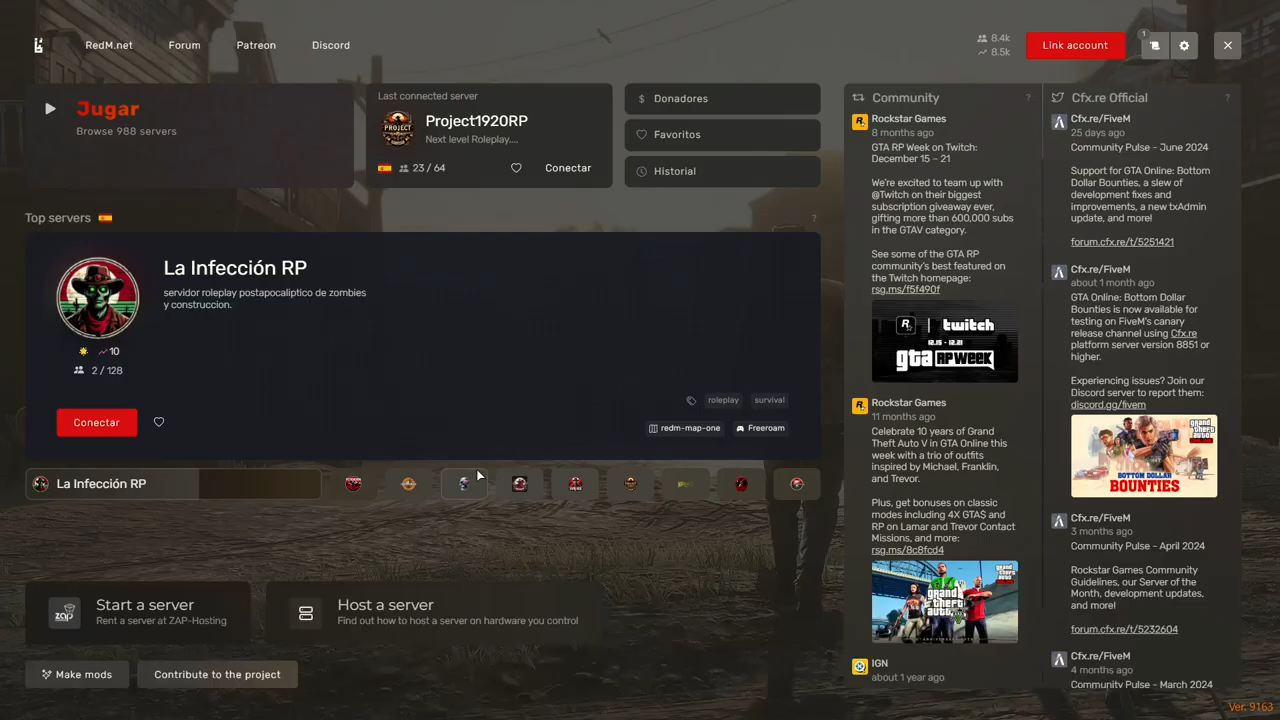 RedM.net
Forum
Patreon
Discord
8.4k
8.5k
Link account
1
Jugar
Browse 988 servers
Last connected server
PROJECT
Project1920RP
Next level Roleplay....
23 / 64
Conectar
Donadores
Favoritos
Historial
Top servers
?
La Infección RP
servidor roleplay postapocaliptico de zombies
y construccion.
10
2 / 128
Conectar
roleplay
survival
redm-map-one
Freeroam
La Infección RP
zap
Start a server
Rent a server at ZAP-Hosting
Host a server
Find out how to host a server on hardware you control
Make mods
Contribute to the project
Community
?
Rockstar Games
8 months ago
GTA RP Week on Twitch:
December 15 – 21
We're excited to team up with
@Twitch on their biggest
subscription giveaway ever,
gifting more than 600,000 subs
in the GTAV category.
See some of the GTA RP
community's best featured on
the Twitch homepage:
rsg.ms/f5f490f
R* | twitch
12.15 - 12.21
gta RP WEEK
Rockstar Games
11 months ago
Celebrate 10 years of Grand
Theft Auto V in GTA Online this
week with a trio of outfits
inspired by Michael, Franklin,
and Trevor.
Plus, get bonuses on classic
modes including 4X GTA$ and
RP on Lamar and Trevor Contact
Missions, and more:
rsg.ms/8c8fcd4
grand
theft
auto
IGN
about 1 year ago
Cfx.re Official
?
Cfx.re/FiveM
25 days ago
Community Pulse - June 2024
Support for GTA Online: Bottom
Dollar Bounties, a slew of
development fixes and
improvements, a new txAdmin
update, and more!
forum.cfx.re/t/5251421
Cfx.re/FiveM
about 1 month ago
GTA Online: Bottom Dollar
Bounties is now available for
testing on FiveM's canary
release channel using Cfx.re
platform server version 8851 or
higher.
Experiencing issues? Join our
Discord server to report them:
discord.gg/fivem
BOTTOM DOLLAR
BOUNTIES
Cfx.re/FiveM
3 months ago
Community Pulse - April 2024
Rockstar Games Community
Guidelines, our Server of the
Month, development updates,
and more!
forum.cfx.re/t/5232604
Cfx.re/FiveM
4 months ago
Community Pulse - March 2024
Ver. 9163